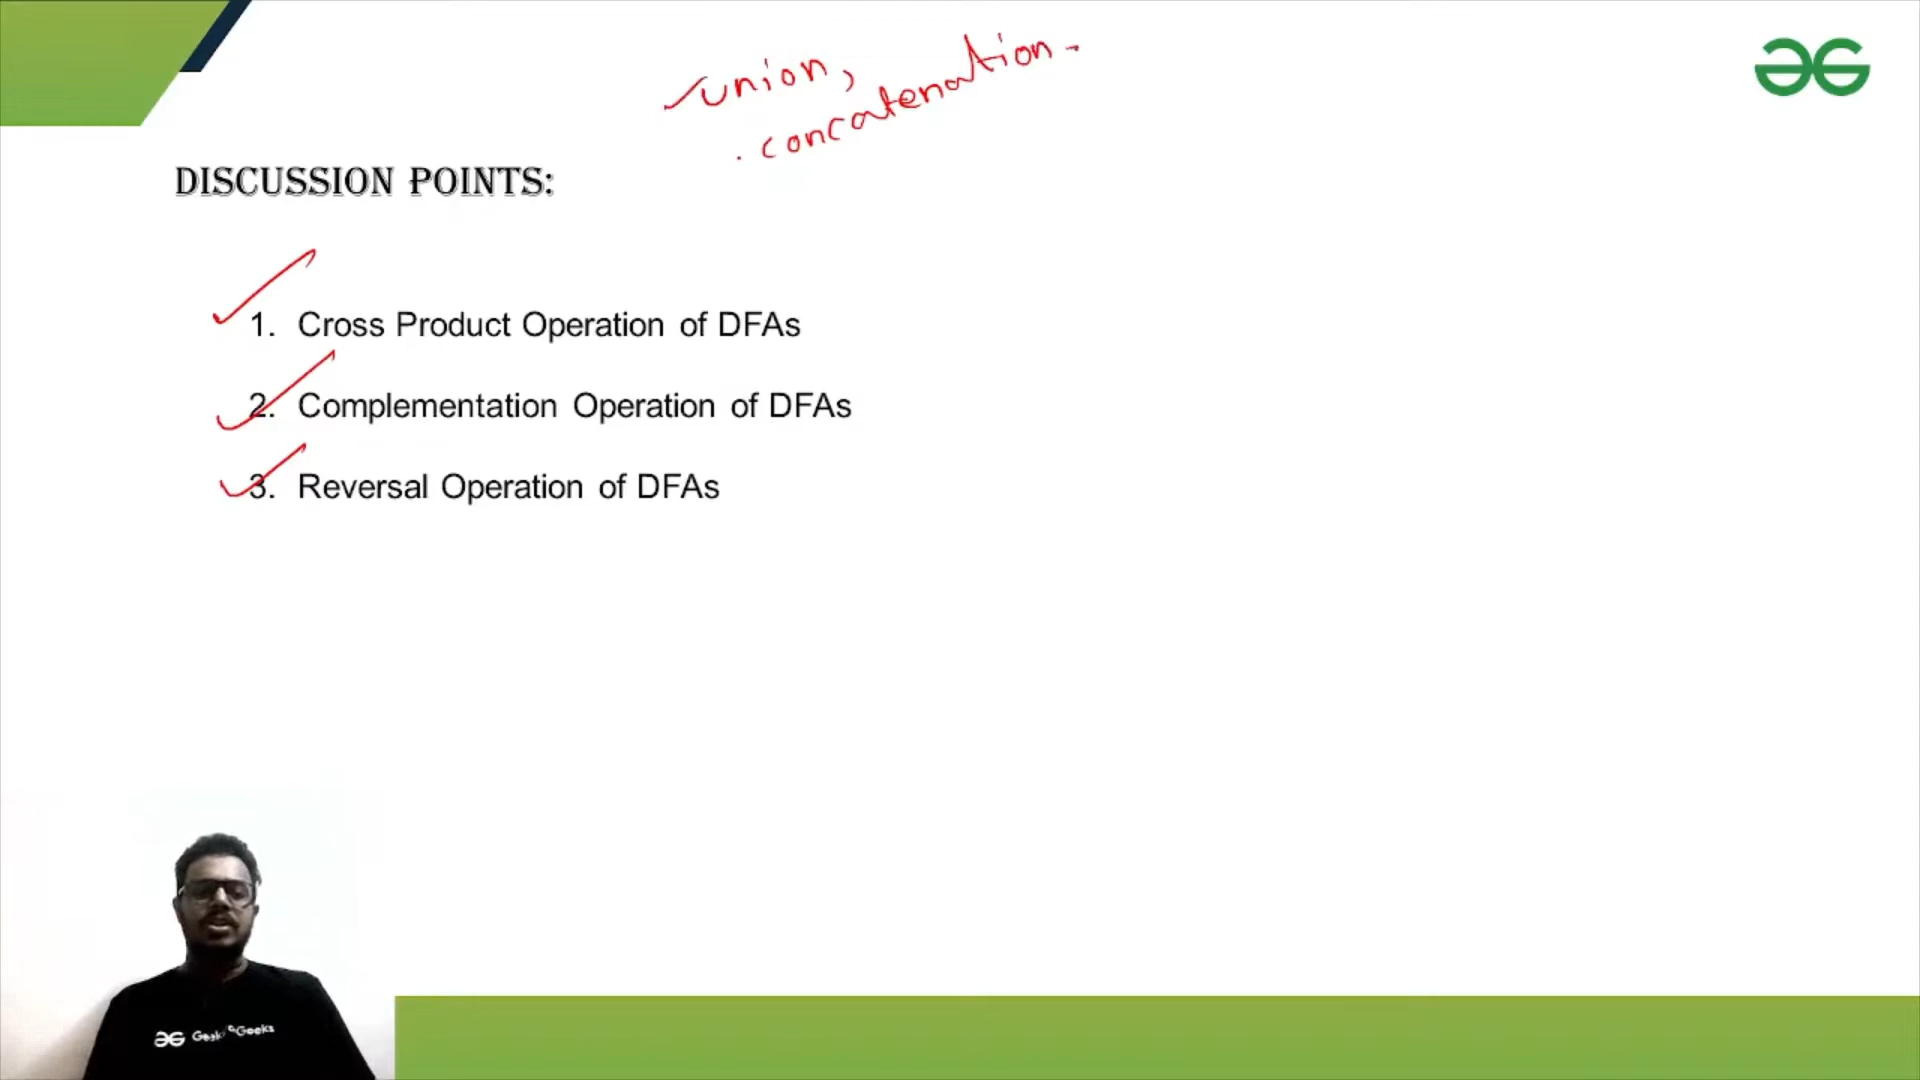 union,
. concatenation.
DISCUSSION POINTS:
1. Cross Product Operation of DFAs
2. Complementation Operation of DFAs
3. Reversal Operation of DFAs